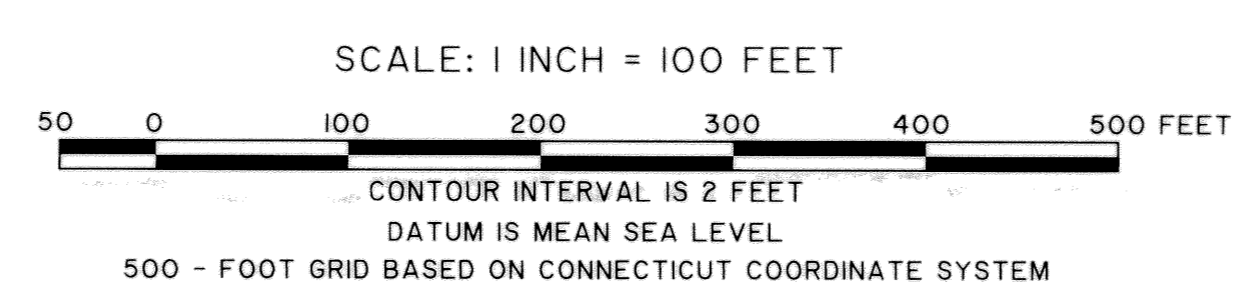 SCALE: 1 INCH = 100 FEET
50 0 100 200 300 400 500 FEET
CONTOUR INTERVAL IS 2 FEET
DATUM IS MEAN SEA LEVEL
500 - FOOT GRID BASED ON CONNECTICUT COORDINATE SYSTEM